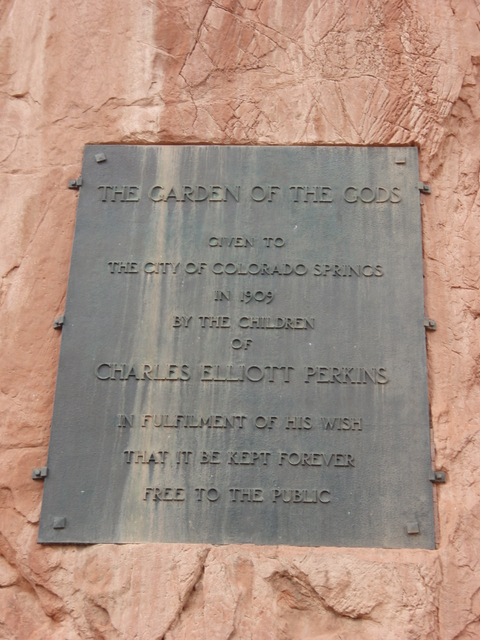 THE GARDEN OF THE GODS
GIVEN TO
THE CITY OF COLORADO SPRINGS
IN 1909
BY THE CHILDREN
OF
CHARLES ELLIOTT PERKINS
IN FULFILMENT OF HIS WISH
THAT IT BE KEPT FOREVER
FREE TO THE PUBLIC